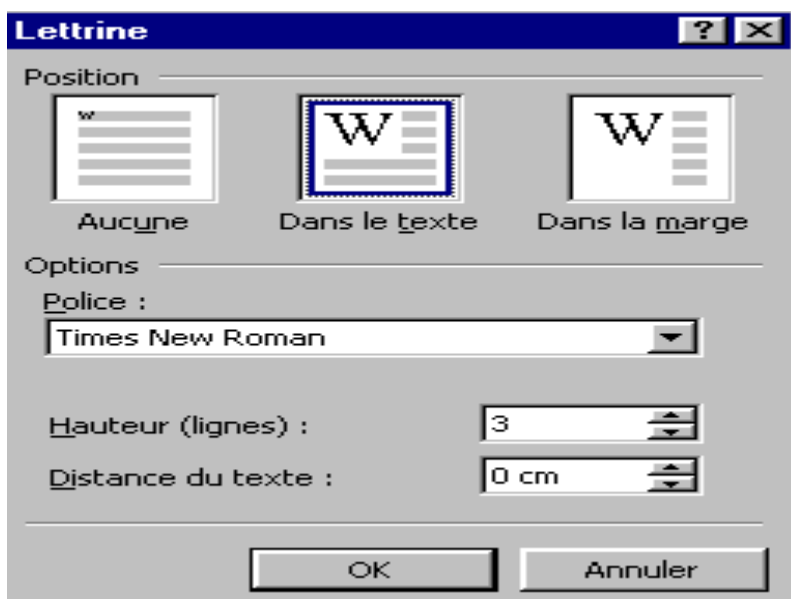 Lettrine
Position
W
W
W
Aucune
Dans le texte
Dans la marge
Options
Police :
Times New Roman
Hauteur (lignes) :
3
Distance du texte :
0 cm
OK
Annuler